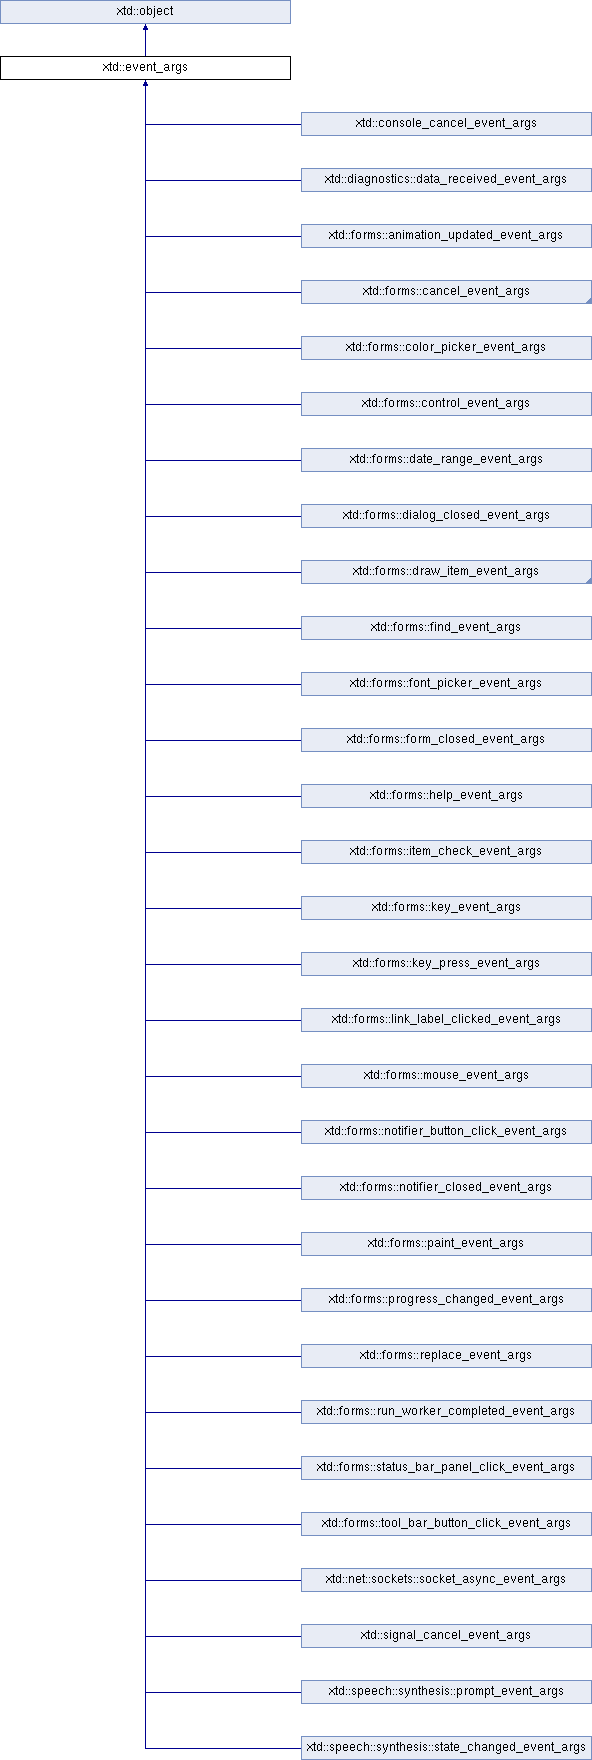 xtd::object
xtd::event_args
xtd::console_cancel_event_args
xtd::diagnostics::data_received_event_args
xtd::forms::animation_updated_event_args
xtd::forms::cancel_event_args
xtd::forms::color_picker_event_args
xtd::forms::control_event_args
xtd::forms::date_range_event_args
xtd::forms::dialog_closed_event_args
xtd::forms::draw_item_event_args
xtd::forms::find_event_args
xtd::forms::font_picker_event_args
xtd::forms::form_closed_event_args
xtd::forms::help_event_args
xtd::forms::item_check_event_args
xtd::forms::key_event_args
xtd::forms::key_press_event_args
xtd::forms::link_label_clicked_event_args
xtd::forms::mouse_event_args
xtd::forms::notifier_button_click_event_args
xtd::forms::notifier_closed_event_args
xtd::forms::paint_event_args
xtd::forms::progress_changed_event_args
xtd::forms::replace_event_args
xtd::forms::run_worker_completed_event_args
xtd::forms::status_bar_panel_click_event_args
xtd::forms::tool_bar_button_click_event_args
xtd::net::sockets::socket_async_event_args
xtd::signal_cancel_event_args
xtd::speech::synthesis::prompt_event_args
xtd::speech::synthesis::state_changed_event_args